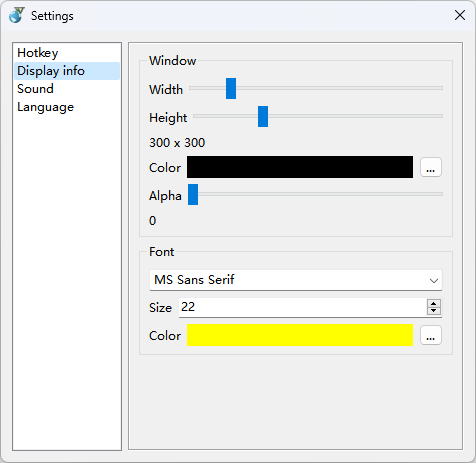 Settings
Hotkey
Display info
Sound
Language
Window
Width
Height
300 x 300
Color
...
Alpha
0
Font
MS Sans Serif
Size 22
Color
...